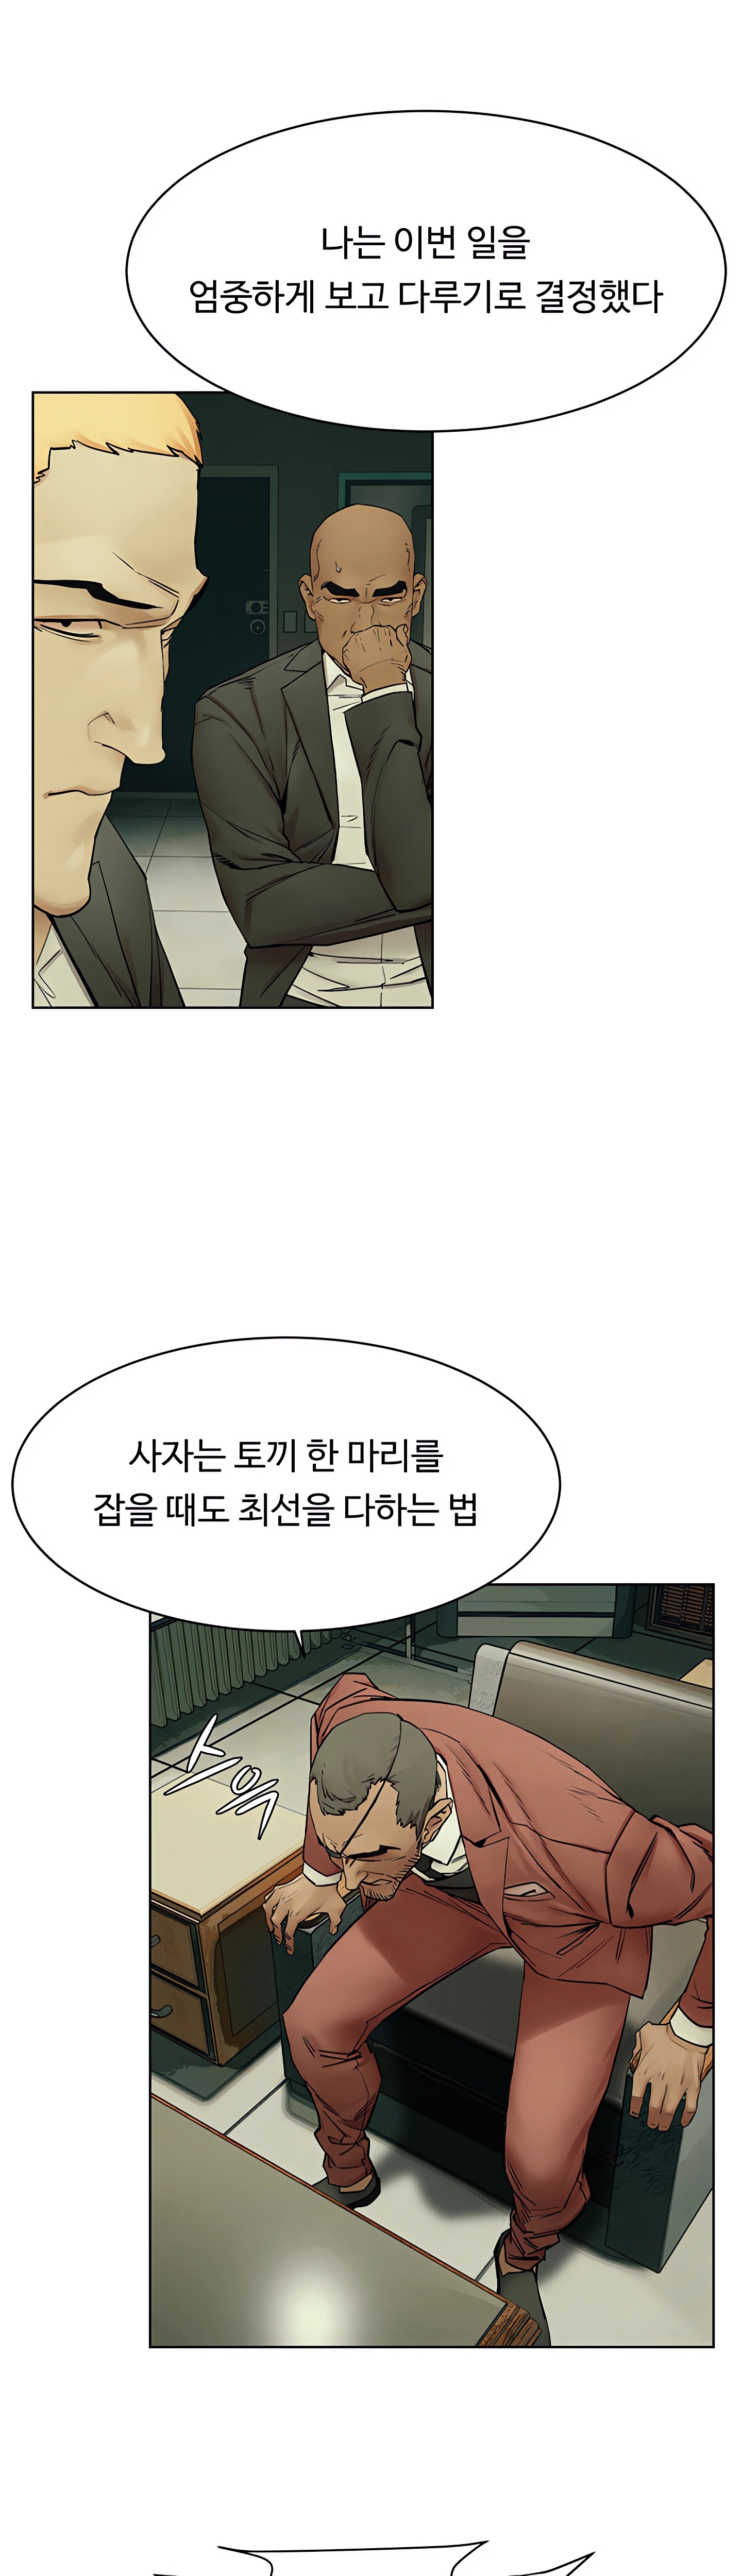 나는 이번 일을
엄중하게 보고 다루기로 결정했다
사자는 토끼 한 마리를
잡을 때도 최선을 다하는 법
스윽